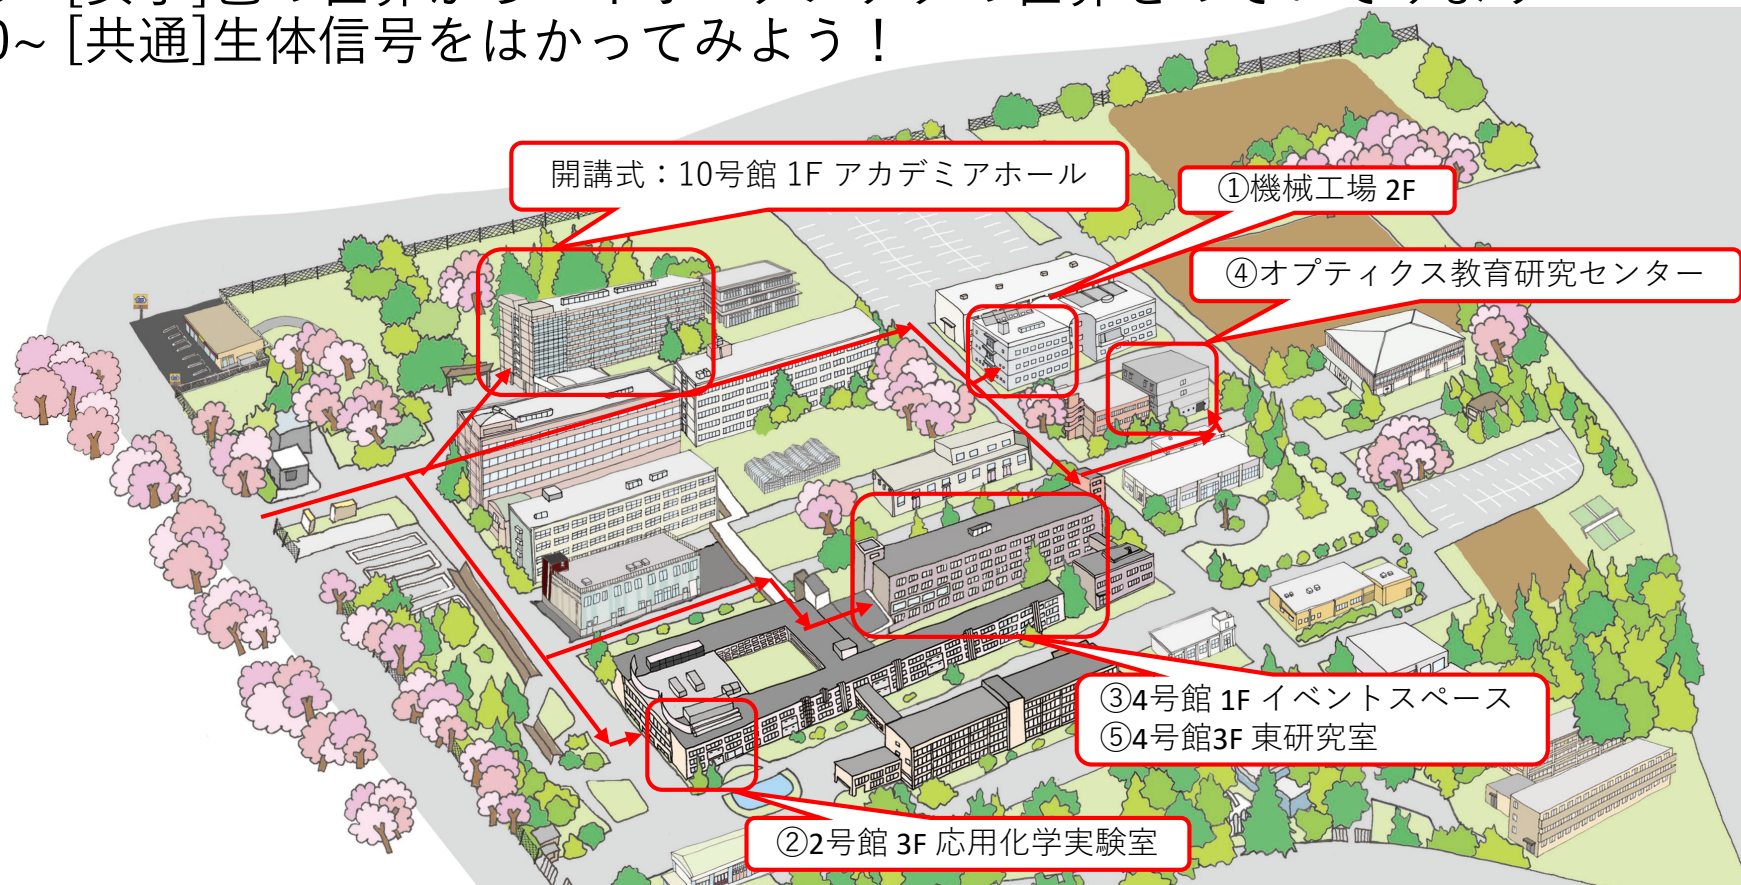 0~ [共通]生体信号をはかってみよう！
開講式：10号館 1F アカデミアホール
①機械工場 2F
④オプティクス教育研究センター
③4号館 1F イベントスペース
⑤4号館3F 東研究室
②2号館 3F 応用化学実験室